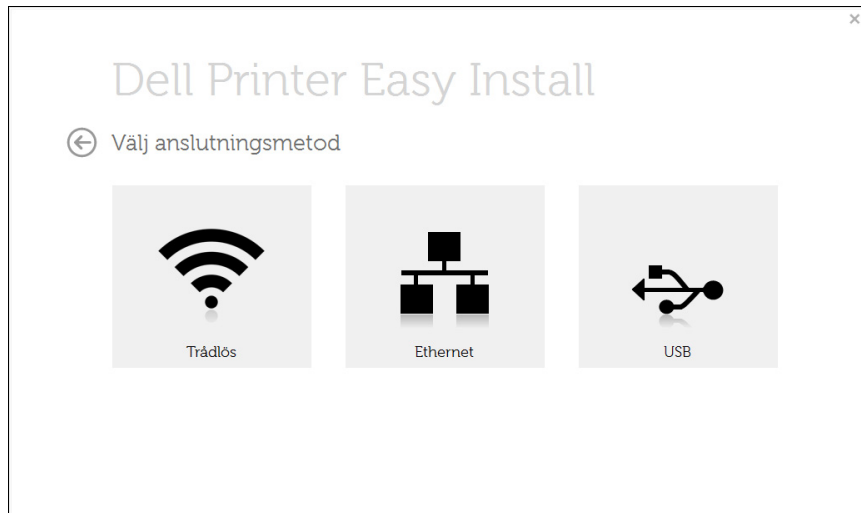 Dell Printer Easy Install
Välj anslutningsmetod
Trådlös
Ethernet
USB